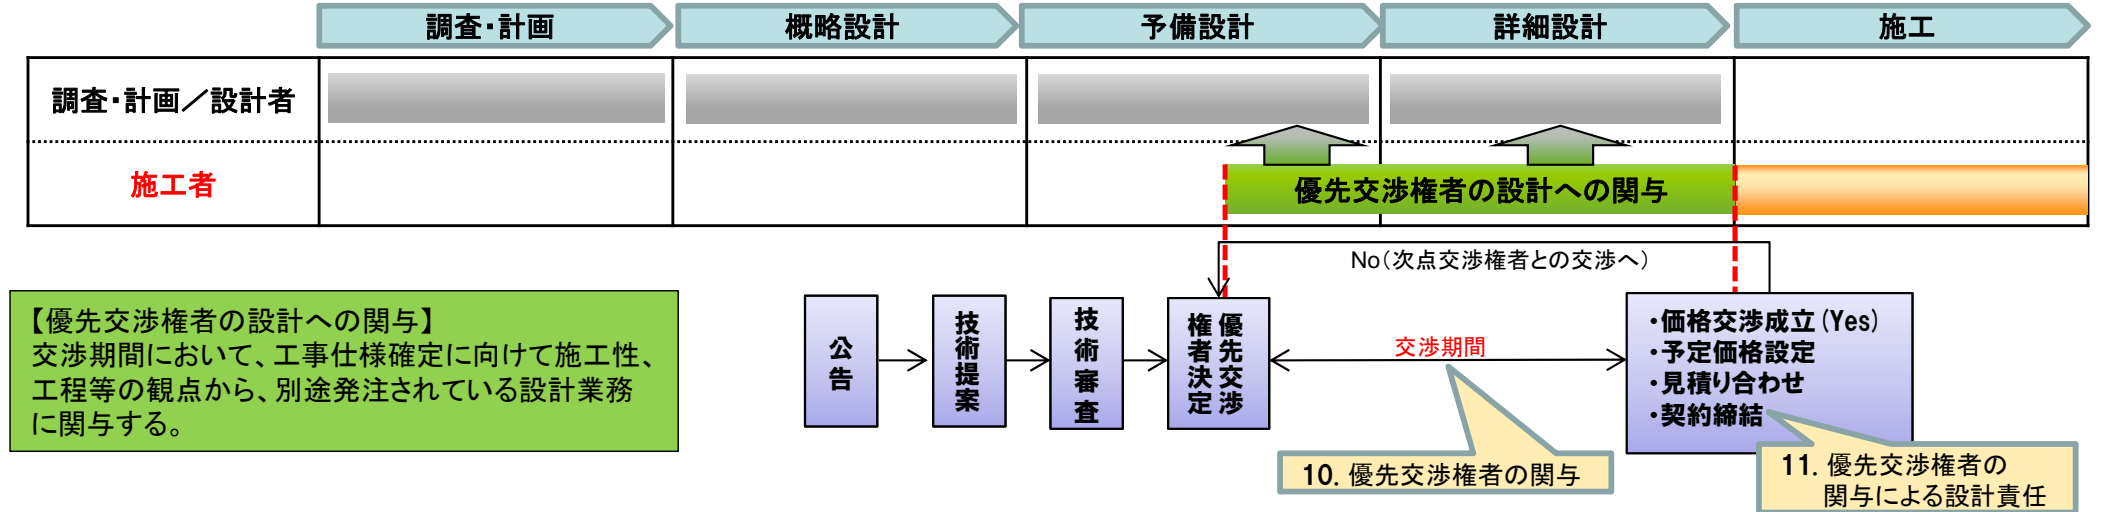 調査・計画
概略設計
予備設計
詳細設計
施工
調査・計画／設計者
施工者
優先交渉権者の設計への関与
No（次点交渉権者との交渉へ）
【優先交渉権者の設計への関与】
交渉期間において、工事仕様確定に向けて施工性、
工程等の観点から、別途発注されている設計業務
に関与する。
公告
技術提案
技術審査
優先交渉
権者決定
交渉期間
・価格交渉成立(Yes)
・予定価格設定
・見積り合わせ
・契約締結
10. 優先交渉権者の関与
11. 優先交渉権者の
関与による設計責任